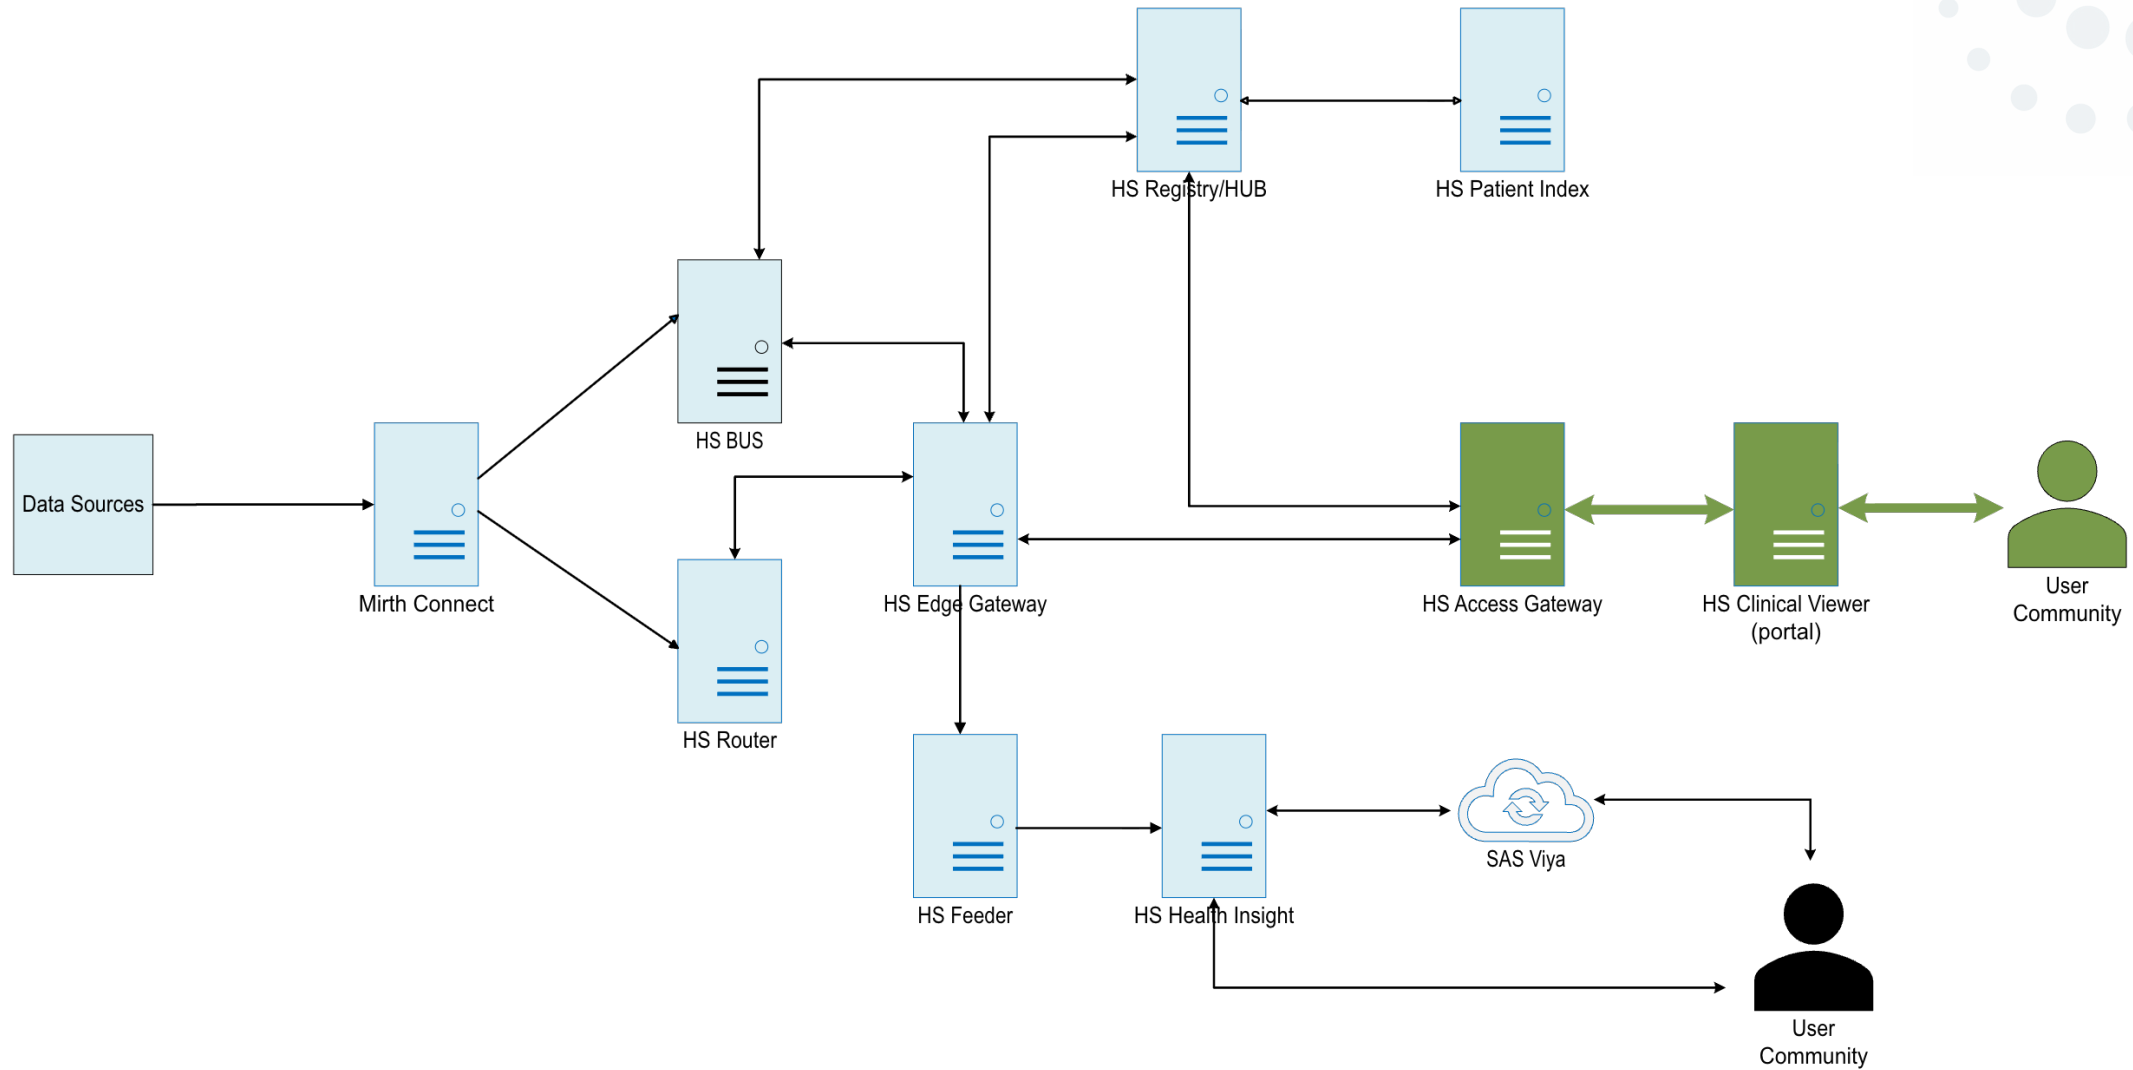 HS Registry/HUB
HS Patient Index
HS BUS
Data Sources
Mirth Connect
HS Edge Gateway
HS Access Gateway
HS Clinical Viewer
(portal)
User
Community
HS Router
HS Feeder
HS Health Insight
SAS Viya
User
Community